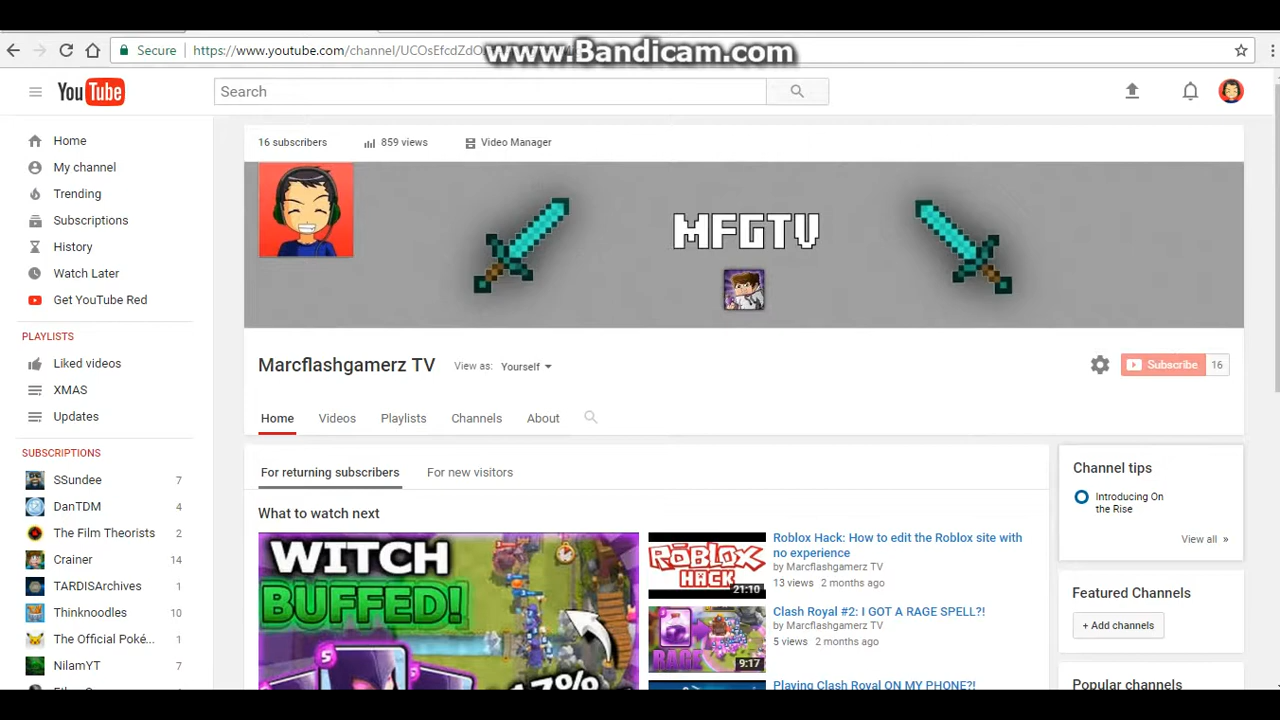 Secure
https://www.youtube.com/channel/UCOsEfcdZdO
www.Bandicam.com
YouTube
Search
Home
My channel
Trending
Subscriptions
History
Watch Later
Get YouTube Red
PLAYLISTS
Liked videos
XMAS
Updates
SUBSCRIPTIONS
SSundee 7
DanTDM 4
The Film Theorists 2
Crainer 14
TARDISArchives 1
Thinknoodles 10
The Official Poké... 1
NilamYT 7
16 subscribers 859 views Video Manager
MFGTV
Marcflashgamerz TV View as: Yourself
Subscribe 16
Home Videos Playlists Channels About
For returning subscribers For new visitors
What to watch next
WITCH
BUFFED!
5
17%
ROBLOX
HACK
21:10
Roblox Hack: How to edit the Roblox site with
no experience
by Marcflashgamerz TV
13 views 2 months ago
RAGE
9:17
Clash Royal #2: I GOT A RAGE SPELL?!
by Marcflashgamerz TV
5 views 2 months ago
Playing Clash Royal ON MY PHONE?!
Channel tips
Introducing On
the Rise
View all »
Featured Channels
+ Add channels
Popular channels